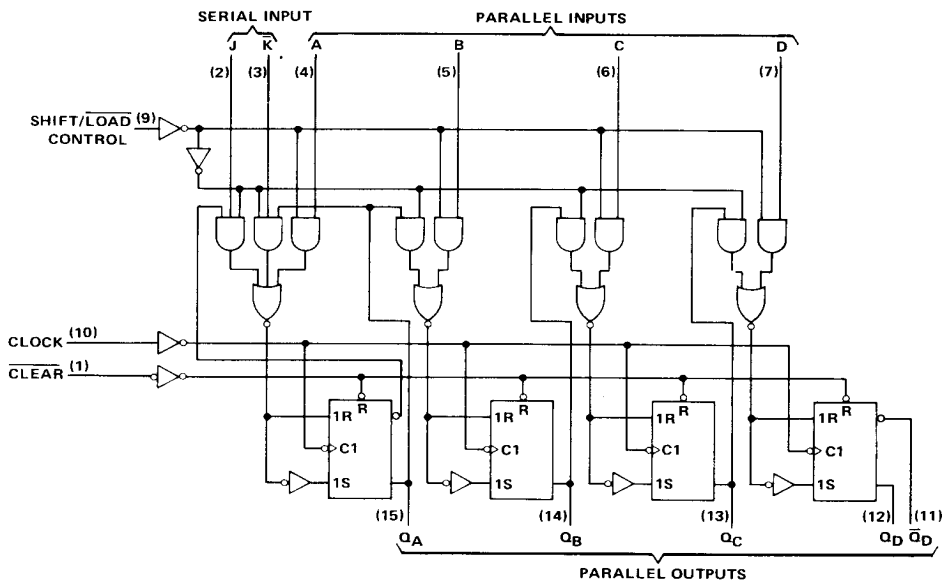 SERIAL INPUT PARALLEL INPUTS
J K̅ A B C D
(2) (3) (4) (5) (6) (7)
SHIFT/L̅O̅A̅D̅ (9)
CONTROL
CLOCK (10)
C̅L̅E̅A̅R̅ (1)
R R R R
1R 1R 1R 1R
C1 C1 C1 C1
1S 1S 1S 1S
(15) (14) (13) (12) (11)
QA QB QC QD Q̅D
PARALLEL OUTPUTS